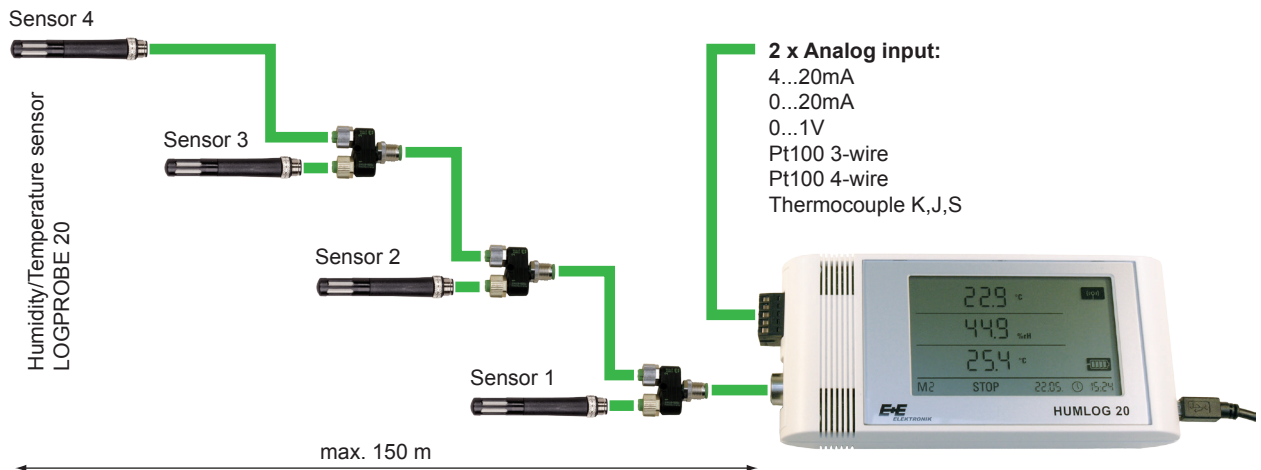 Sensor 4
2 x Analog input:
4...20mA
0...20mA
0...1V
Pt100 3-wire
Pt100 4-wire
Thermocouple K,J,S
Humidity/Temperature sensor
LOGPROBE 20
Sensor 3
Sensor 2
Sensor 1
22.9 °C
44.9 %rH
25.4 °C
M2 STOP 22.05. 15:24
E+E
ELEKTRONIK
HUMLOG 20
max. 150 m